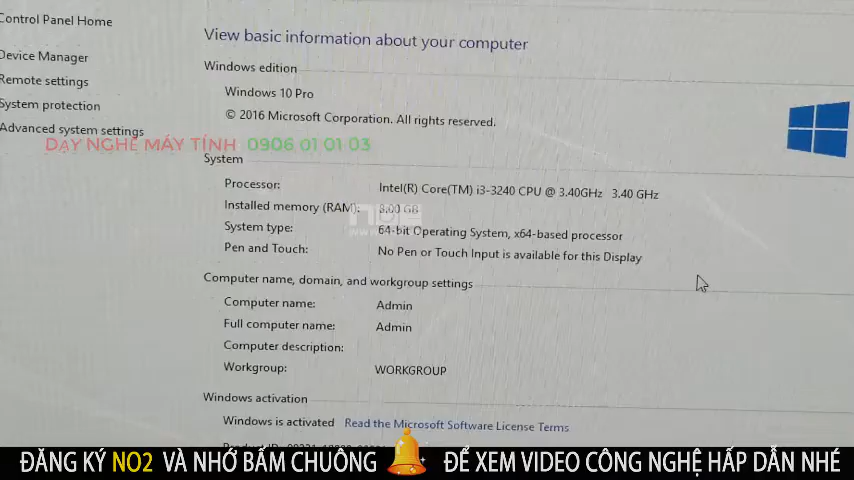 Control Panel Home
View basic information about your computer
Device Manager
Windows edition
Remote settings
Windows 10 Pro
System protection
© 2016 Microsoft Corporation. All rights reserved.
Advanced system settings
DẠY NGHỀ MÁY TÍNH 0906 01 01 03
System
Processor: Intel(R) Core(TM) i3-3240 CPU @ 3.40GHz 3.40 GHz
Installed memory (RAM): 8.00 GB
System type: 64-bit Operating System, x64-based processor
Pen and Touch: No Pen or Touch Input is available for this Display
Computer name, domain, and workgroup settings
Computer name: Admin
Full computer name: Admin
Computer description:
Workgroup: WORKGROUP
Windows activation
Windows is activated Read the Microsoft Software License Terms
ĐĂNG KÝ NO2 VÀ NHỚ BẤM CHUÔNG ĐỂ XEM VIDEO CÔNG NGHỆ HẤP DẪN NHÉ